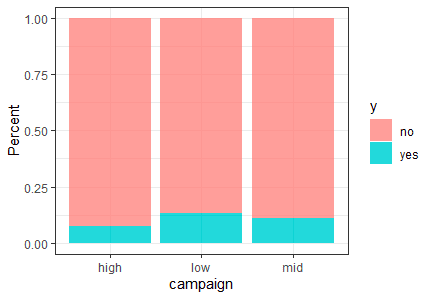 1.00
0.75
0.50
0.25
0.00
Percent
high low mid
campaign
y
no
yes